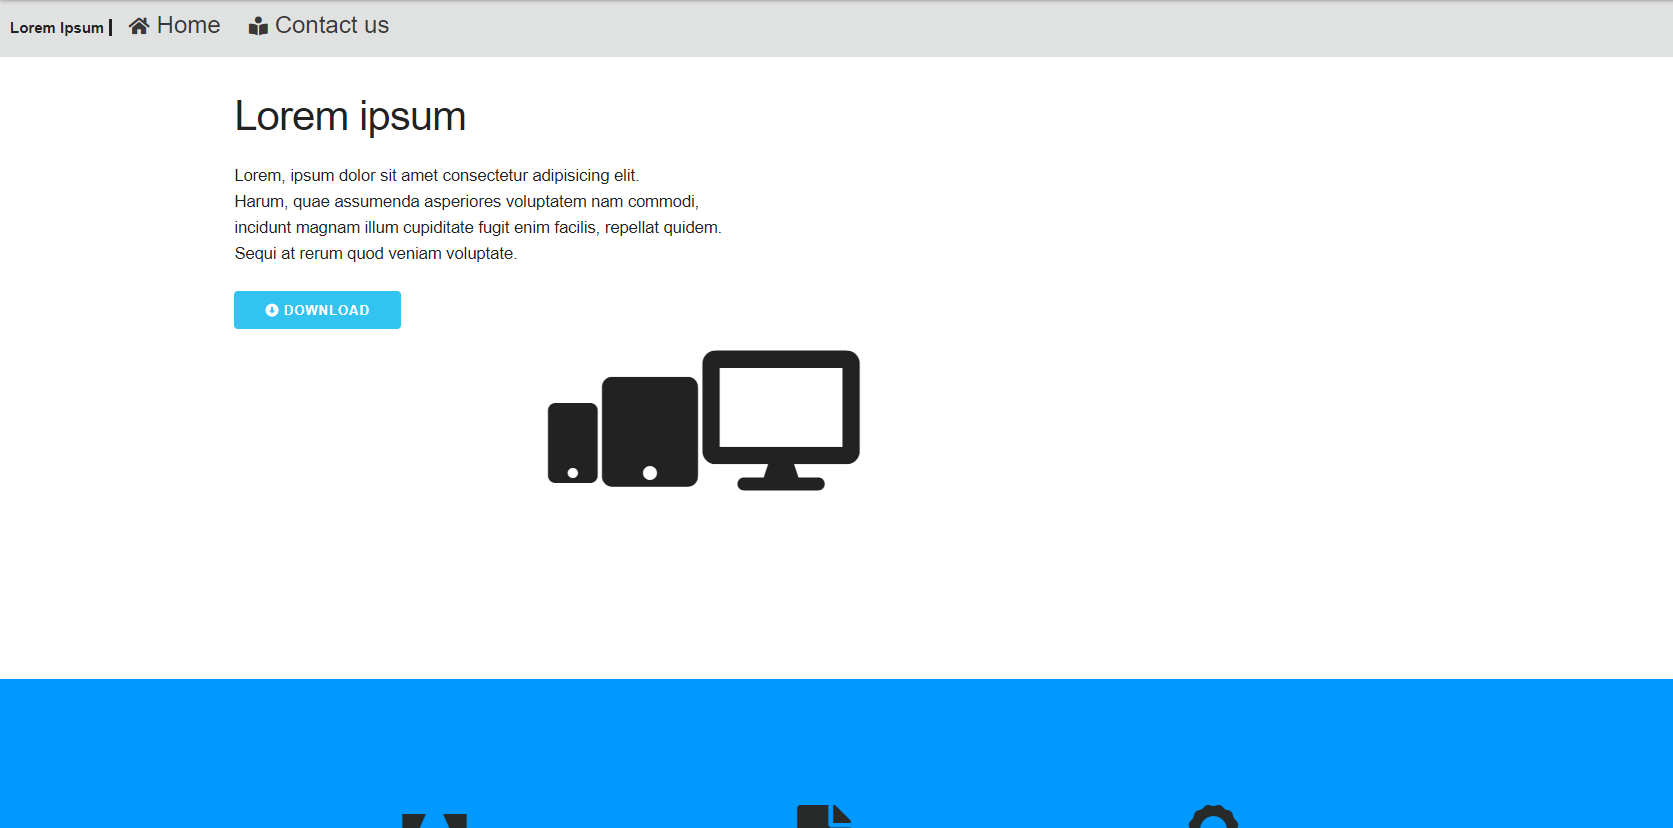 Lorem Ipsum | Home Contact us
Lorem ipsum
Lorem, ipsum dolor sit amet consectetur adipisicing elit.
Harum, quae assumenda asperiores voluptatem nam commodi,
incidunt magnam illum cupiditate fugit enim facilis, repellat quidem.
Sequi at rerum quod veniam voluptate.
DOWNLOAD